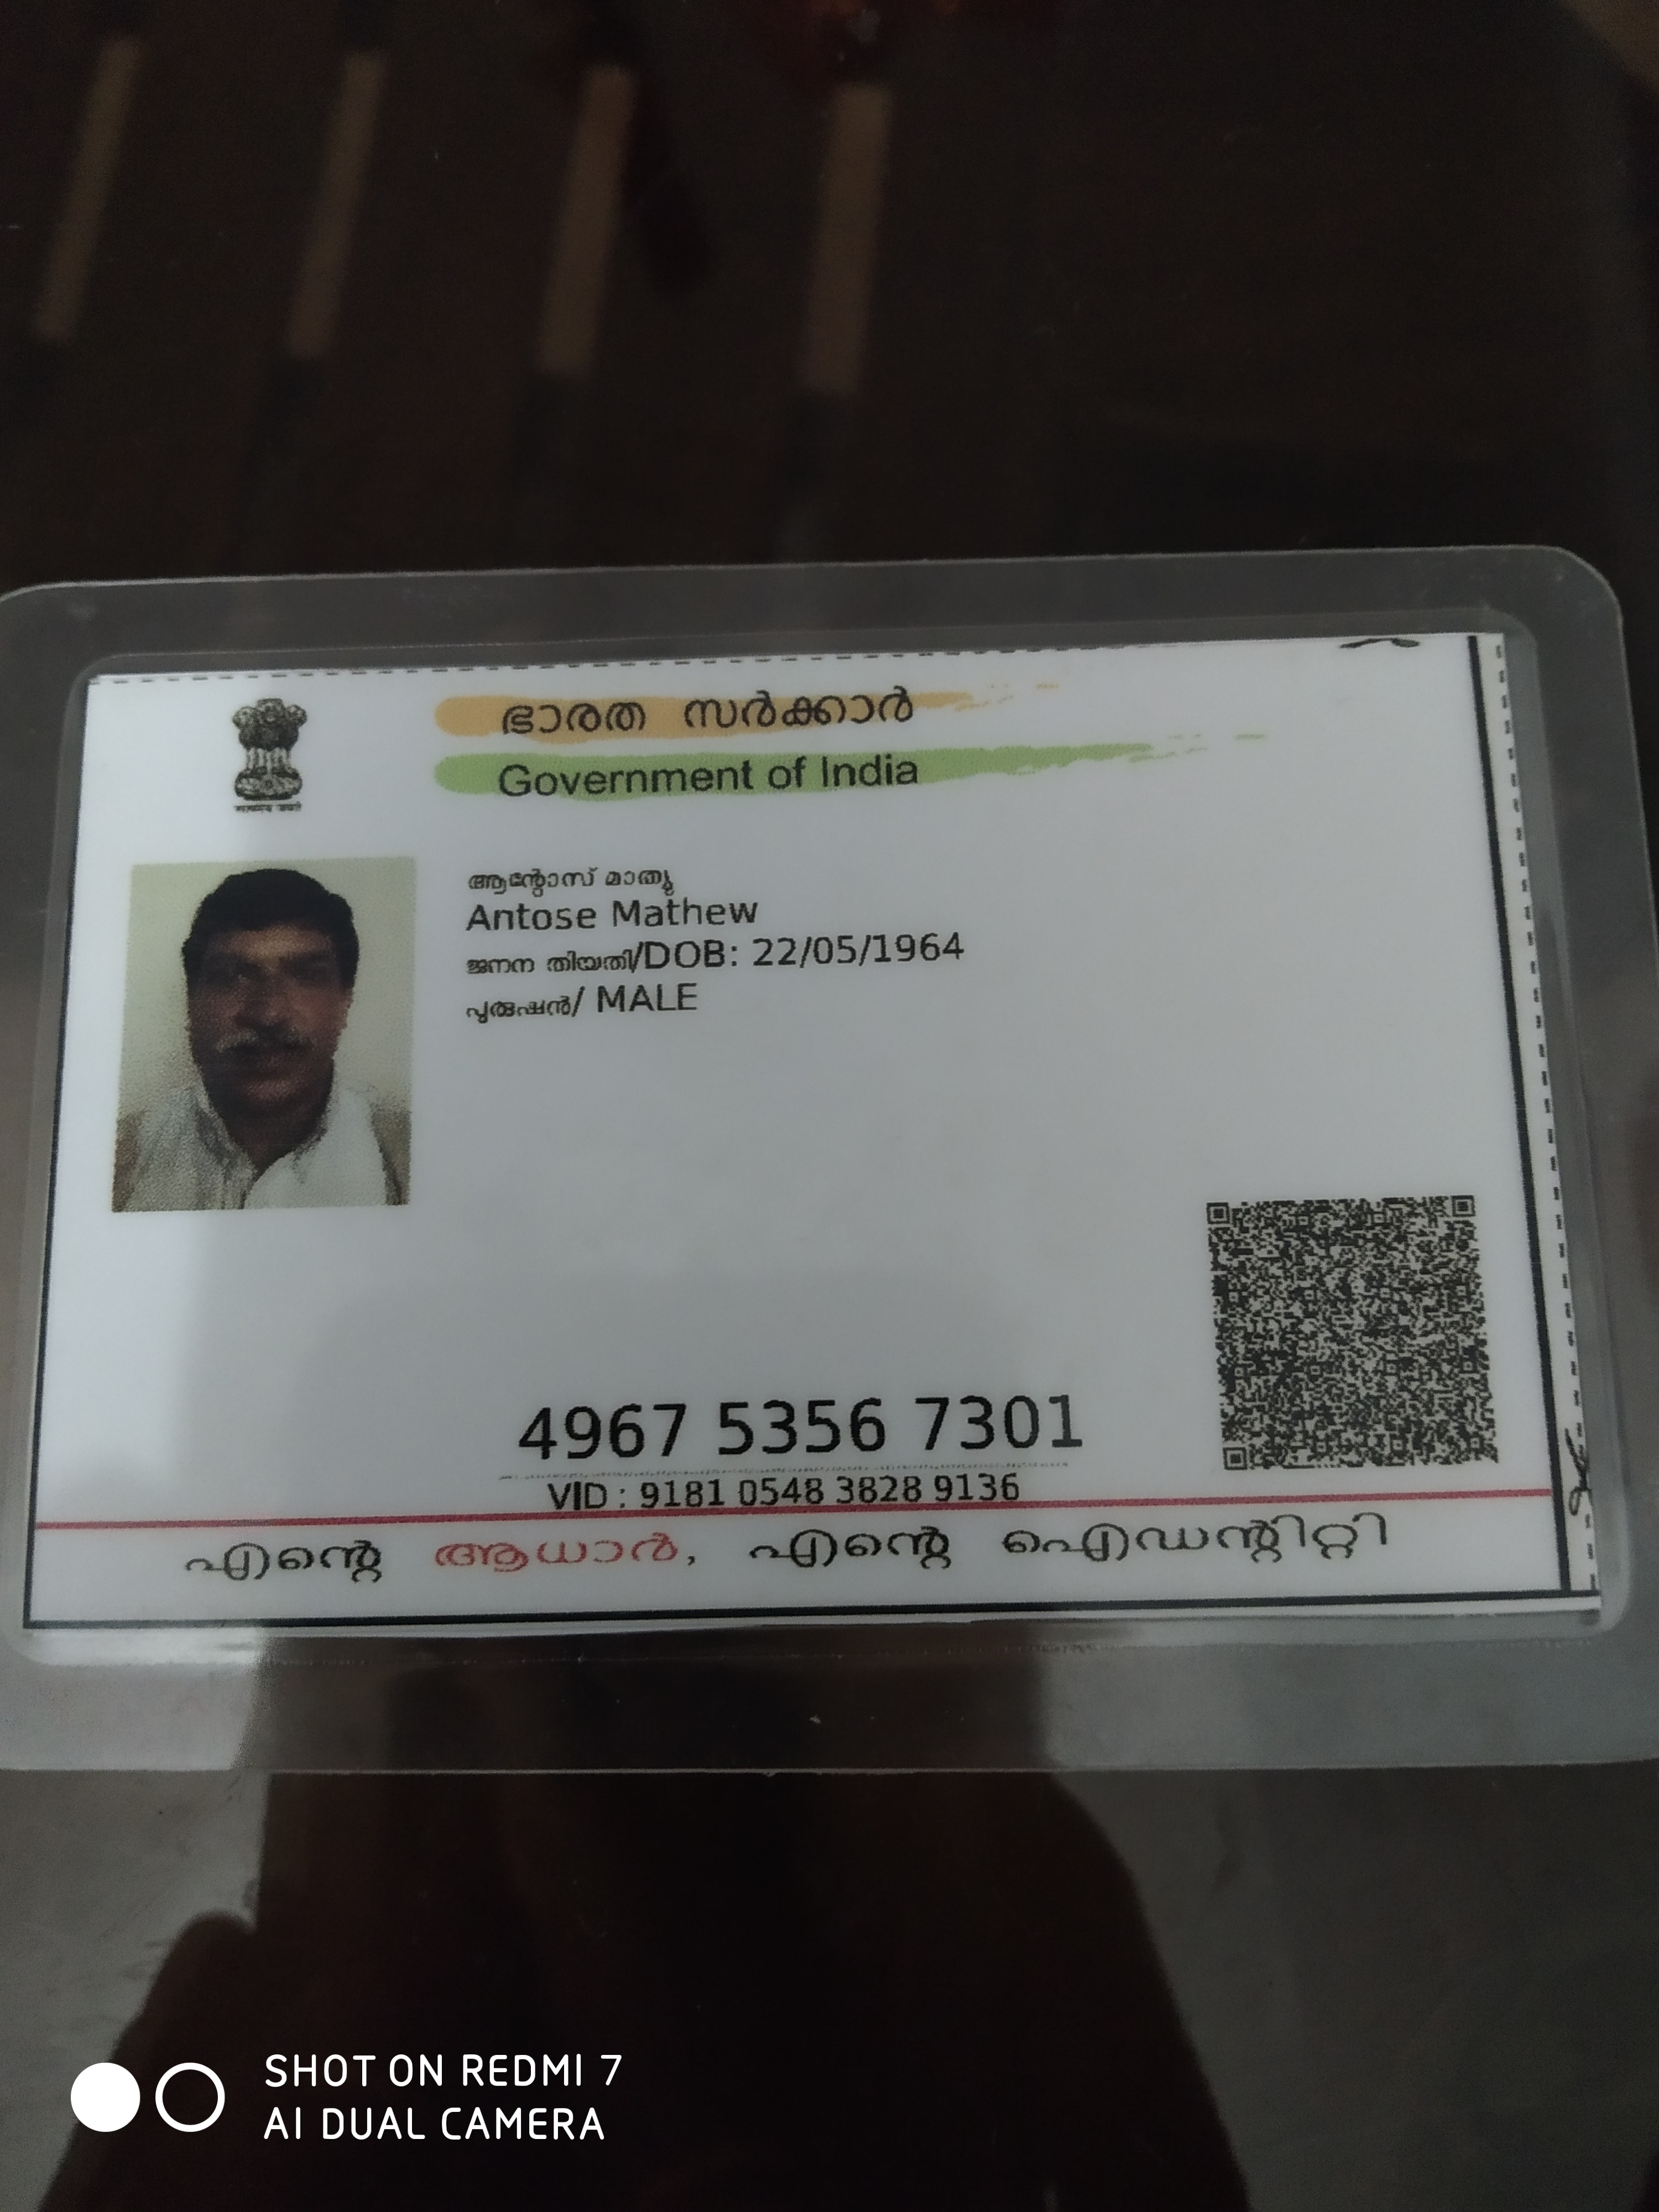 ഭാരത സർക്കാർ
Government of India
ആന്റോസ് മാത്യു
Antose Mathew
ജനന തിയതി/DOB: 22/05/1964
പുരുഷൻ/ MALE
4967 5356 7301
VID : 9181 0548 3828 9136
എന്റെ ആധാർ, എന്റെ ഐഡന്റിറ്റി
SHOT ON REDMI 7
AI DUAL CAMERA